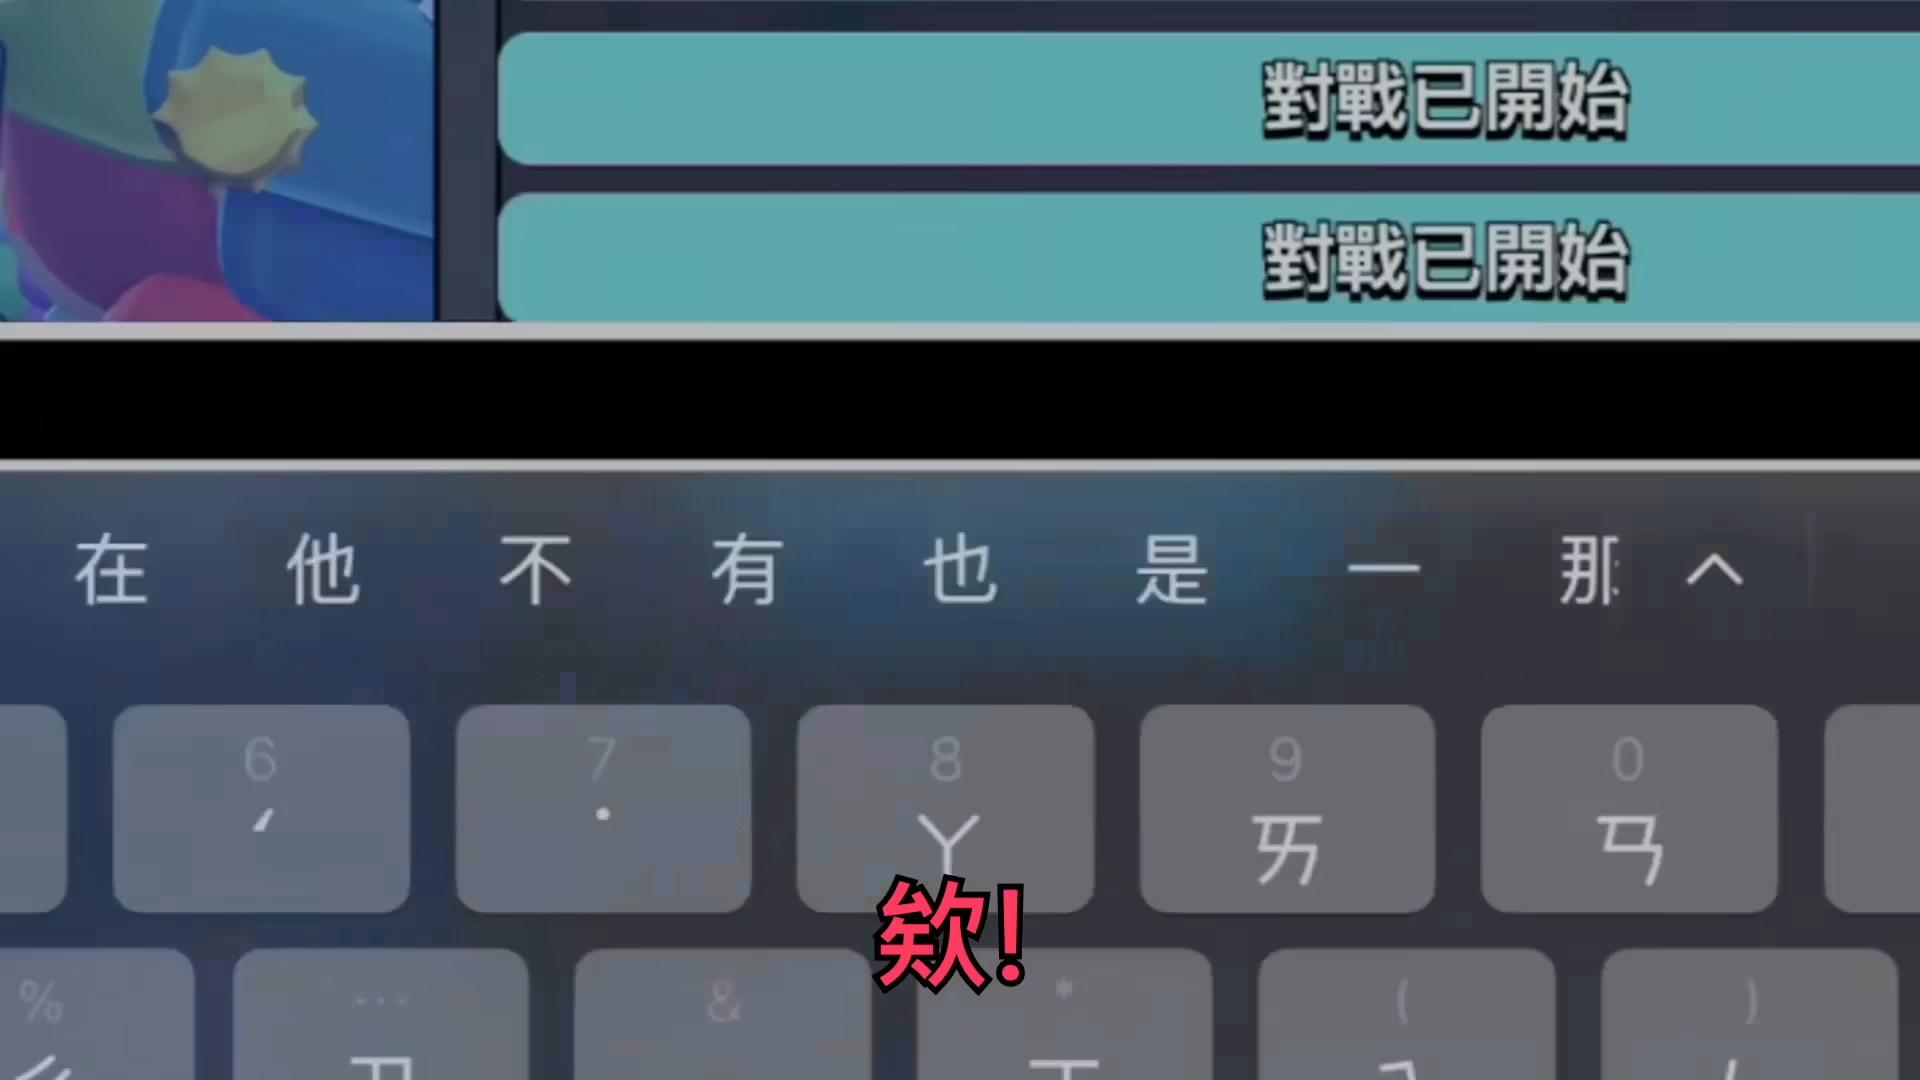 對戰已開始
對戰已開始
在 他 不 有 也 是 一 那 ㄟ
6 7 8 9 0
ˊ ˙ ㄚ ㄞ ㄢ
欸!
% … & * ( )